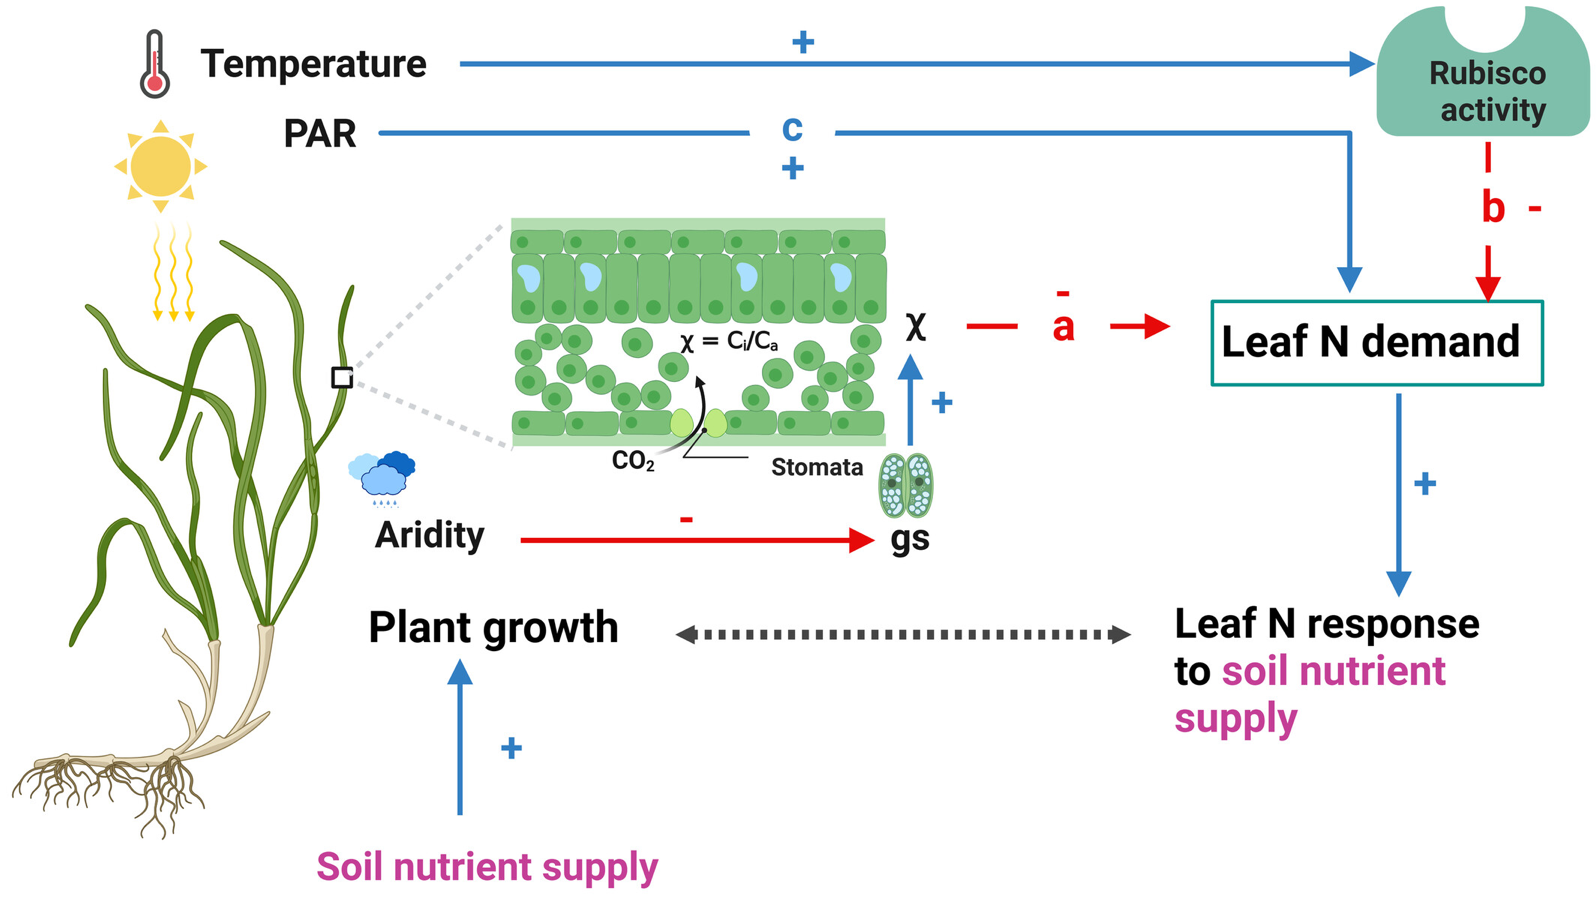 +
Temperature
Rubisco
activity
PAR
c
+
b -
-
χ
a
χ = Cᵢ/Cₐ
Leaf N demand
+
CO₂
Stomata
+
-
Aridity
gs
Plant growth
Leaf N response
to soil nutrient
supply
+
Soil nutrient supply